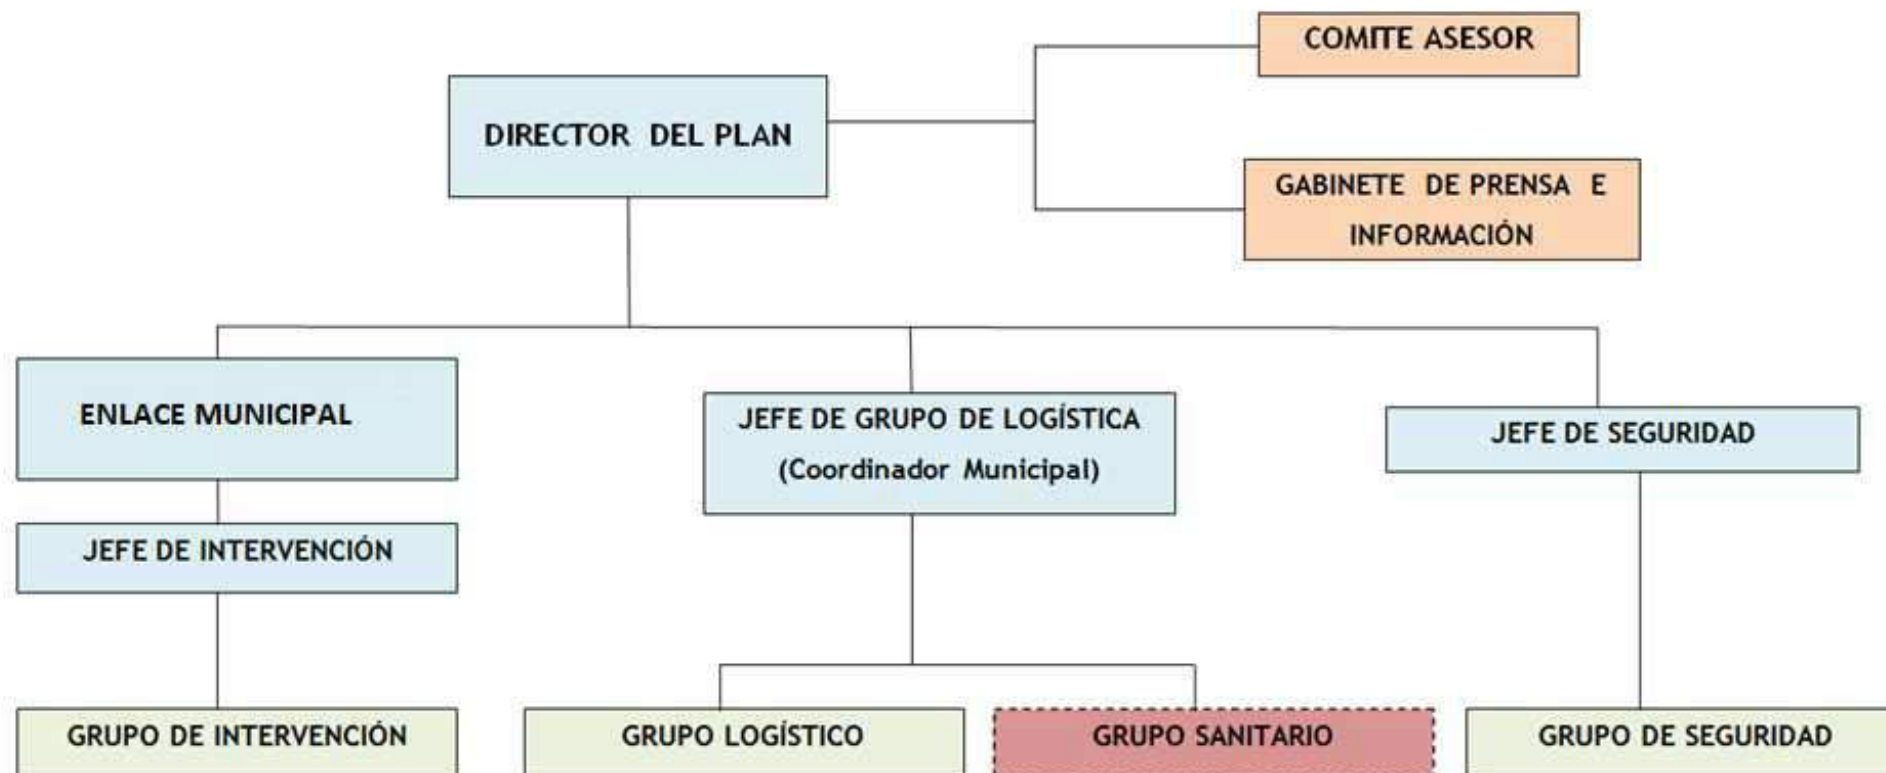 COMITE ASESOR
DIRECTOR DEL PLAN
GABINETE DE PRENSA E
INFORMACIÓN
ENLACE MUNICIPAL
JEFE DE GRUPO DE LOGÍSTICA
(Coordinador Municipal)
JEFE DE SEGURIDAD
JEFE DE INTERVENCIÓN
GRUPO DE INTERVENCIÓN
GRUPO LOGÍSTICO
GRUPO SANITARIO
GRUPO DE SEGURIDAD